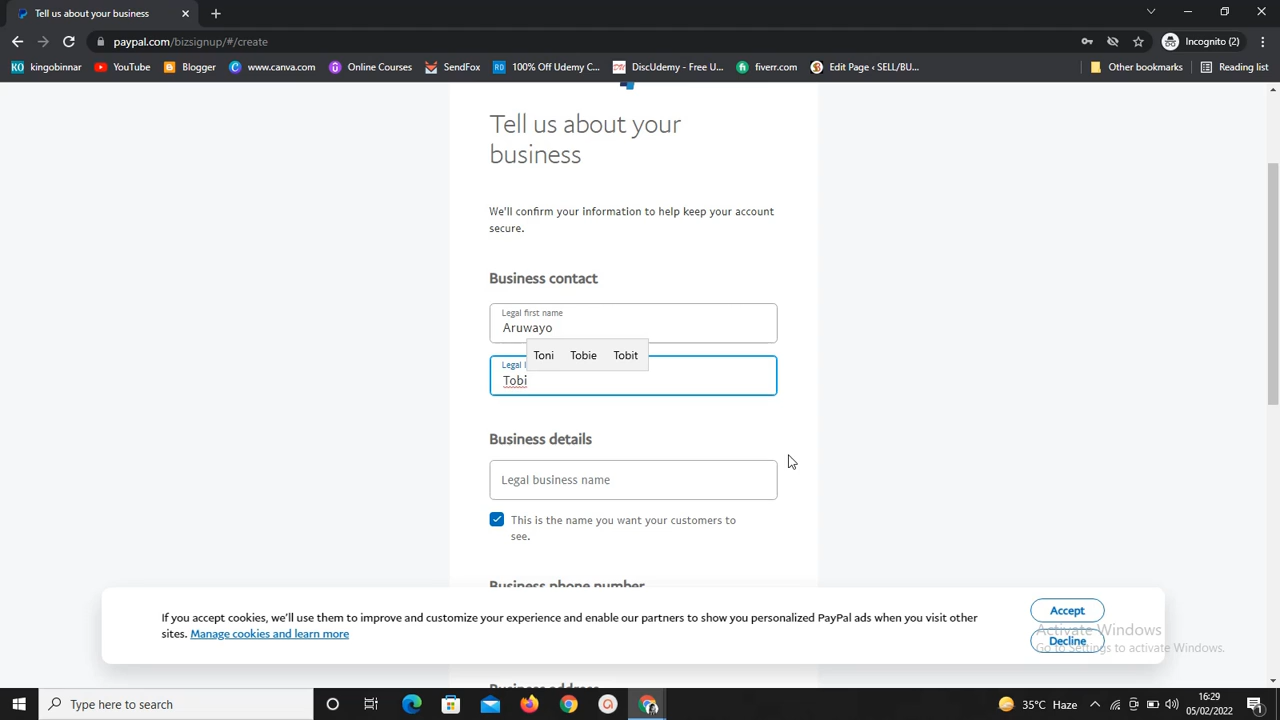 Tell us about your business
paypal.com/bizsignup/#/create
Incognito (2)
kingobinnar
YouTube
Blogger
www.canva.com
Online Courses
SendFox
100% Off Udemy C...
DiscUdemy - Free U...
fiverr.com
Edit Page ‹ SELL/BU...
Other bookmarks
Reading list
Tell us about your
business
We'll confirm your information to help keep your account
secure.
Business contact
Legal first name
Aruwayo
Toni Tobie Tobit
Legal
Tobi
Business details
Legal business name
This is the name you want your customers to
see.
Business phone number
If you accept cookies, we'll use them to improve and customize your experience and enable our partners to show you personalized PayPal ads when you visit other
sites. Manage cookies and learn more
Accept
Decline
Activate Windows
Go to Settings to activate Windows.
Business address
Type here to search
35°C Haze
16:29
05/02/2022